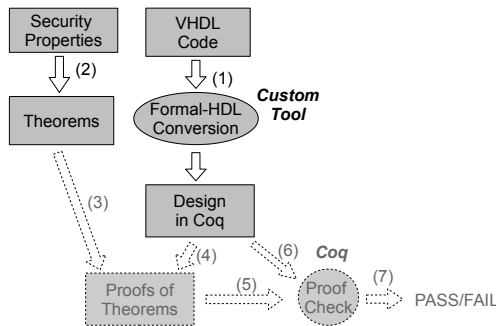 Security
Properties
VHDL
Code
(2)
(1)
Custom
Tool
Theorems
Formal-HDL
Conversion
(3)
Design
in Coq
(4)
(6)
Coq
Proofs of
Theorems
(5)
Proof
Check
(7)
PASS/FAIL